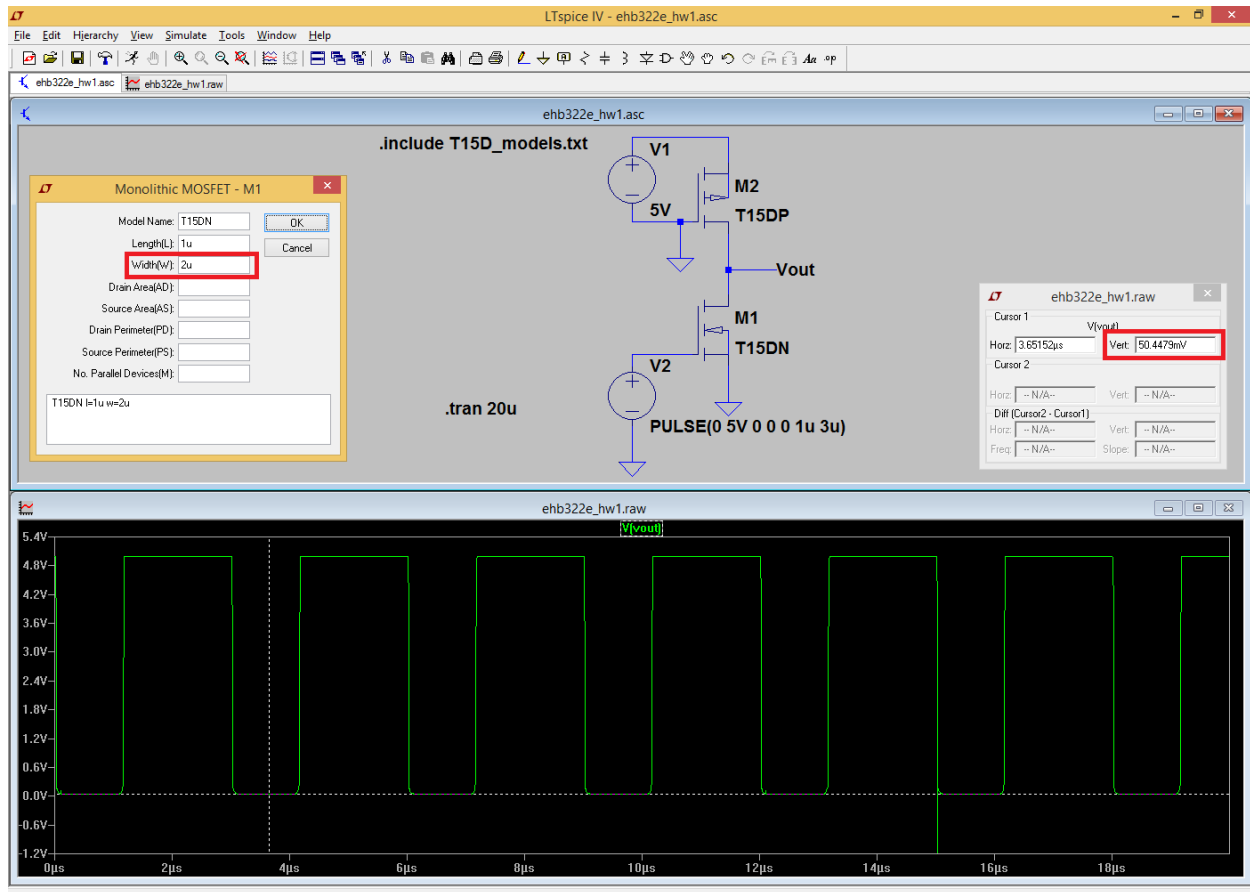 LTspice IV - ehb322e_hw1.asc
File Edit Hierarchy View Simulate Tools Window Help
Aa .op
ehb322e_hw1.asc ehb322e_hw1.raw
ehb322e_hw1.asc
.include T15D_models.txt
V1
5V
M2
T15DP
Vout
M1
T15DN
V2
.tran 20u
PULSE(0 5V 0 0 0 1u 3u)
Monolithic MOSFET - M1
Model Name: T15DN OK
Length(L): 1u Cancel
Width(W): 2u
Drain Area(AD):
Source Area(AS):
Drain Perimeter(PD):
Source Perimeter(PS):
No. Parallel Devices(M):
T15DN l=1u w=2u
ehb322e_hw1.raw
Cursor 1
V(vout)
Horz: 3.65152µs Vert: 50.4479mV
Cursor 2
Horz: -- N/A-- Vert: -- N/A--
Diff (Cursor2 - Cursor1)
Horz: -- N/A-- Vert: -- N/A--
Freq: -- N/A-- Slope: -- N/A--
ehb322e_hw1.raw
V(vout)
5.4V
4.8V
4.2V
3.6V
3.0V
2.4V
1.8V
1.2V
0.6V
0.0V
-0.6V
-1.2V
0µs 2µs 4µs 6µs 8µs 10µs 12µs 14µs 16µs 18µs